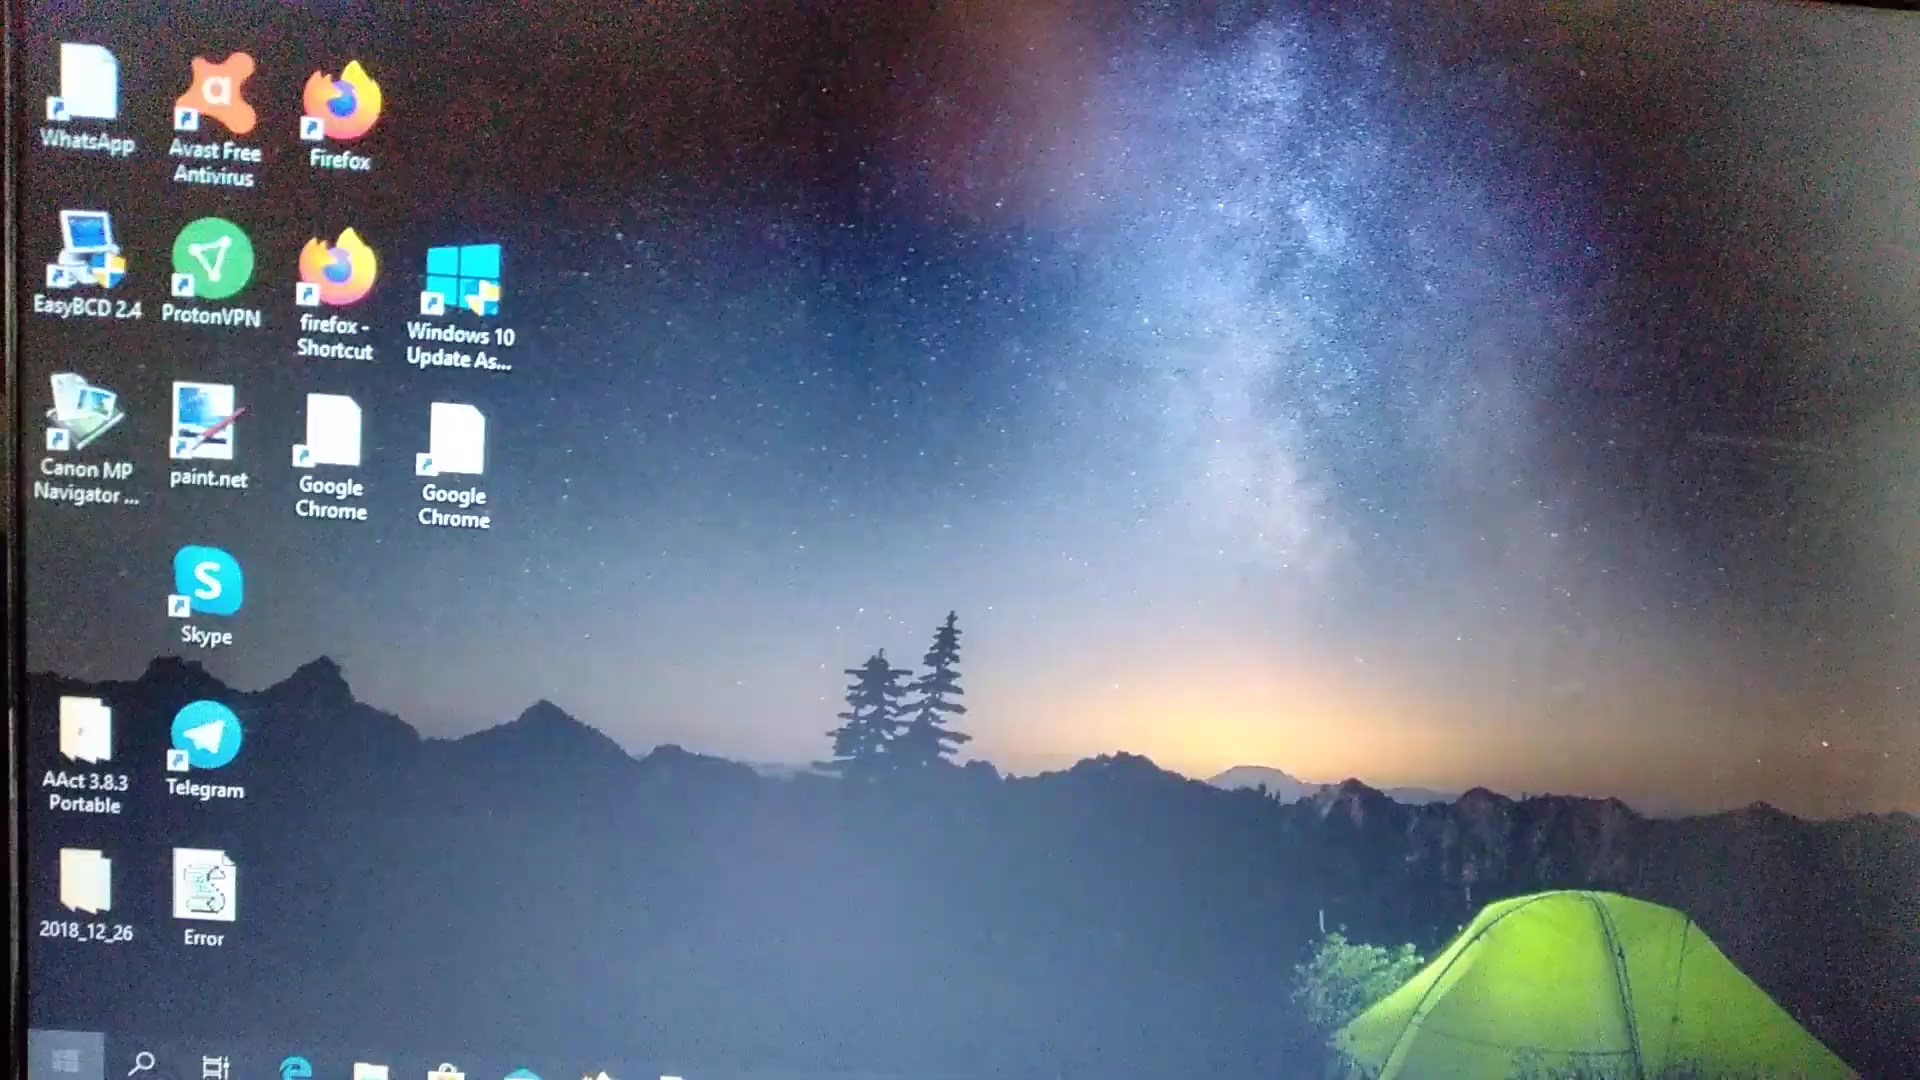 WhatsApp
Avast Free
Antivirus
Firefox
EasyBCD 2.4
ProtonVPN
firefox -
Shortcut
Windows 10
Update As...
Canon MP
Navigator ...
paint.net
Google
Chrome
Google
Chrome
Skype
AAct 3.8.3
Portable
Telegram
2018_12_26
Error